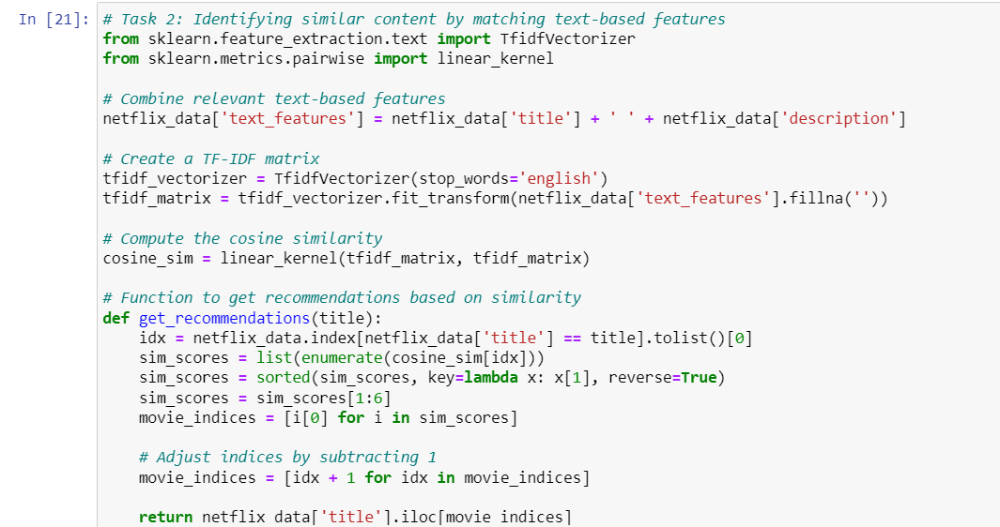 In [21]: # Task 2: Identifying similar content by matching text-based features
from sklearn.feature_extraction.text import TfidfVectorizer
from sklearn.metrics.pairwise import linear_kernel

# Combine relevant text-based features
netflix_data['text_features'] = netflix_data['title'] + ' ' + netflix_data['description']

# Create a TF-IDF matrix
tfidf_vectorizer = TfidfVectorizer(stop_words='english')
tfidf_matrix = tfidf_vectorizer.fit_transform(netflix_data['text_features'].fillna(''))

# Compute the cosine similarity
cosine_sim = linear_kernel(tfidf_matrix, tfidf_matrix)

# Function to get recommendations based on similarity
def get_recommendations(title):
    idx = netflix_data.index[netflix_data['title'] == title].tolist()[0]
    sim_scores = list(enumerate(cosine_sim[idx]))
    sim_scores = sorted(sim_scores, key=lambda x: x[1], reverse=True)
    sim_scores = sim_scores[1:6]
    movie_indices = [i[0] for i in sim_scores]

    # Adjust indices by subtracting 1
    movie_indices = [idx + 1 for idx in movie_indices]

    return netflix_data['title'].iloc[movie_indices]